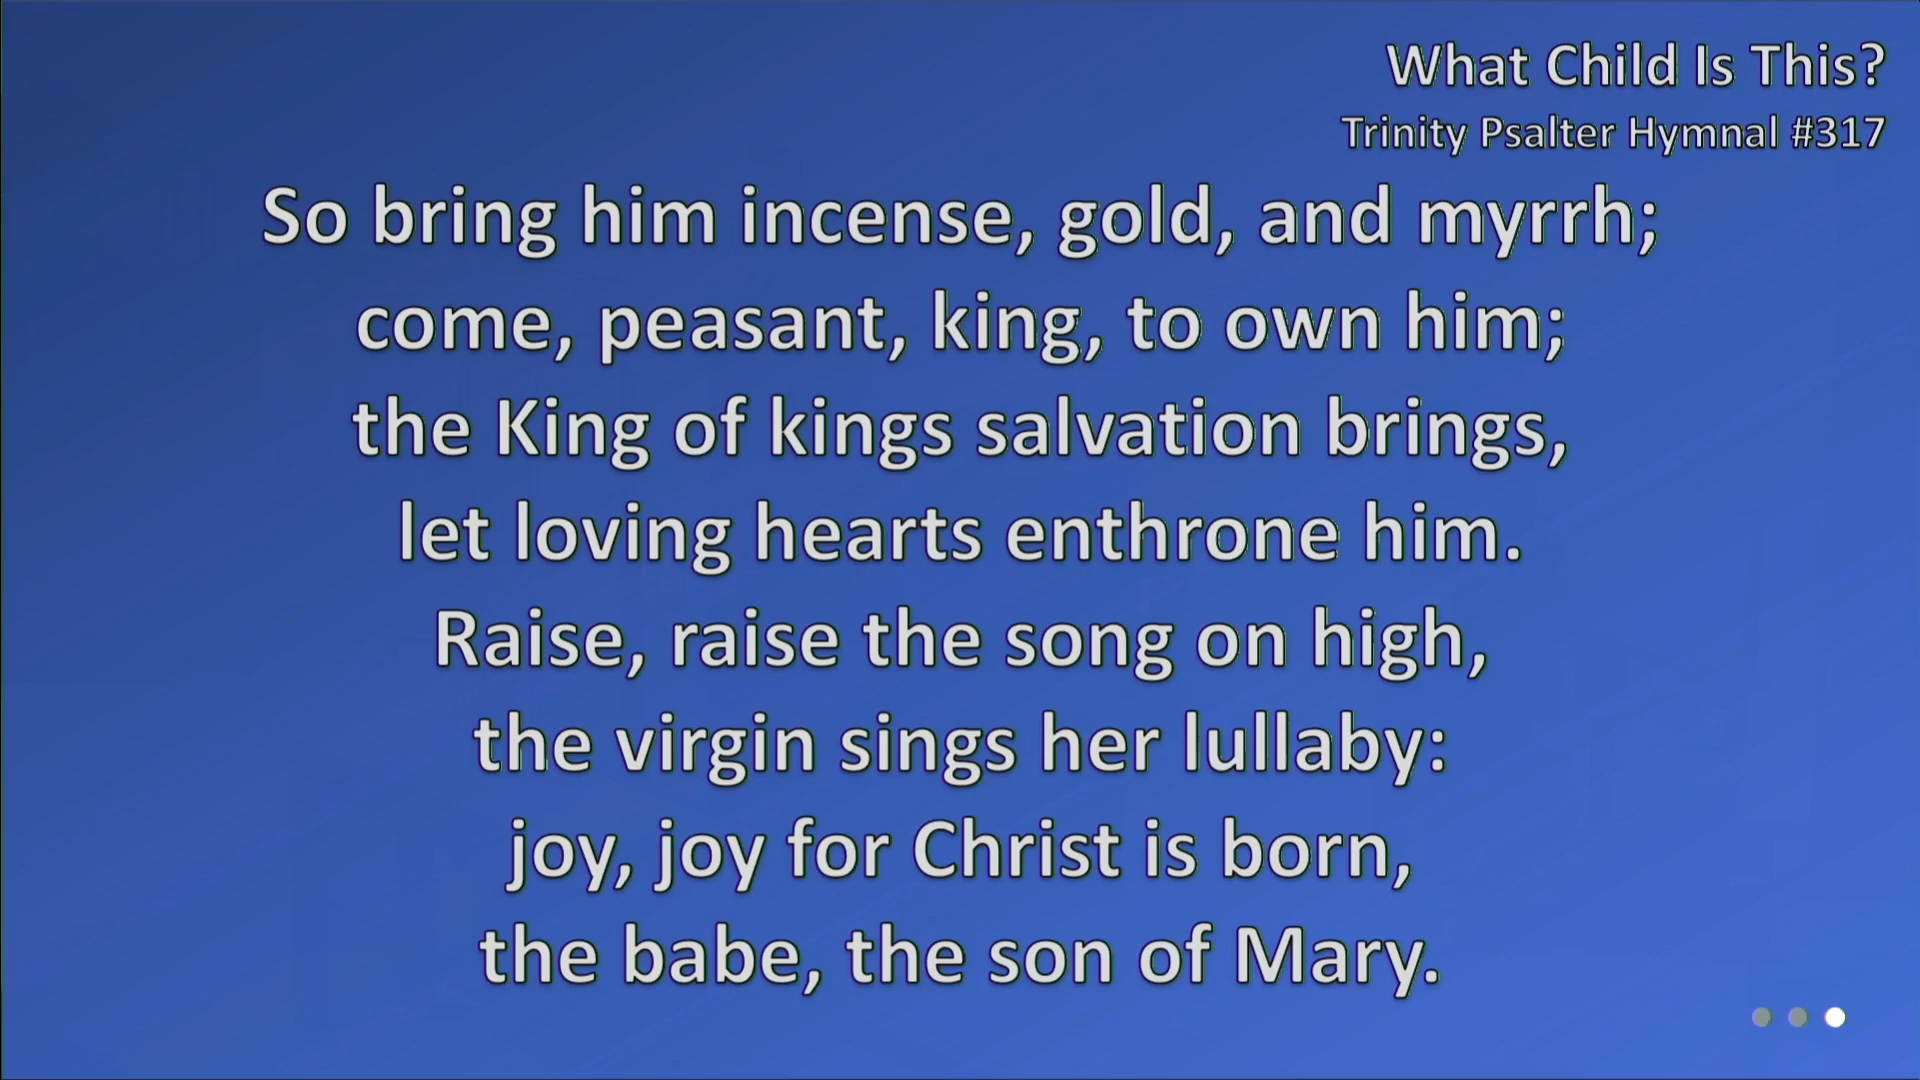 What Child Is This?
Trinity Psalter Hymnal #317
So bring him incense, gold, and myrrh;
come, peasant, king, to own him;
the King of kings salvation brings,
let loving hearts enthrone him.
Raise, raise the song on high,
the virgin sings her lullaby:
joy, joy for Christ is born,
the babe, the son of Mary.